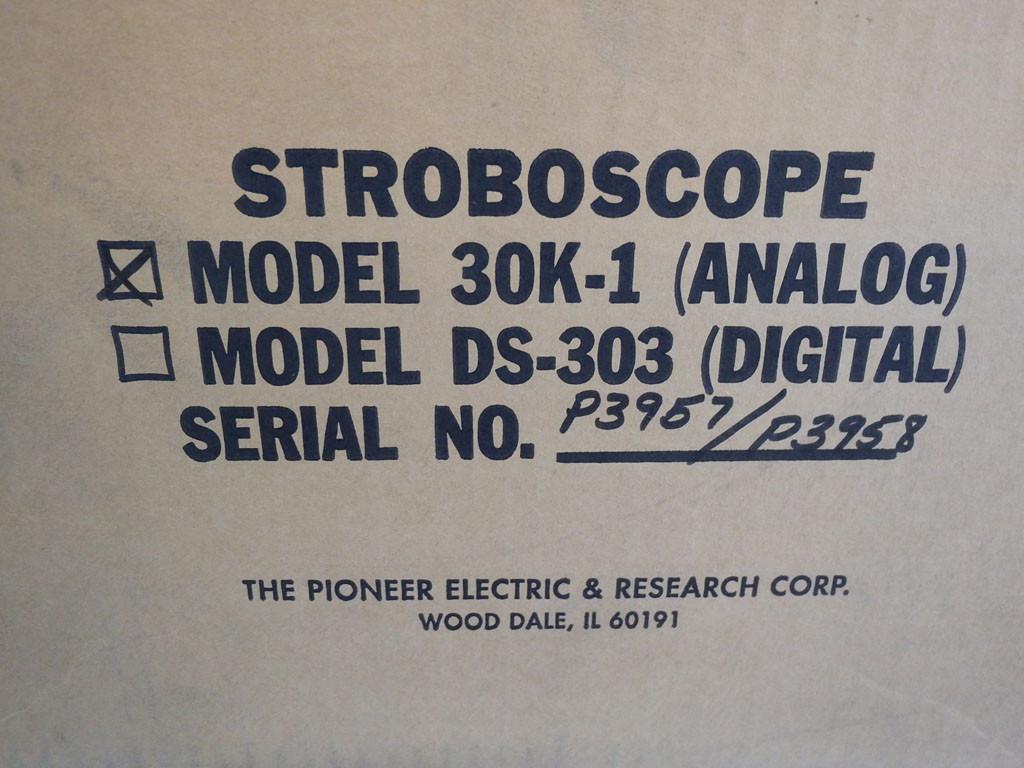 STROBOSCOPE
☒ MODEL 30K-1 (ANALOG)
☐ MODEL DS-303 (DIGITAL)
SERIAL NO. P3957/P3958
THE PIONEER ELECTRIC & RESEARCH CORP.
WOOD DALE, IL 60191